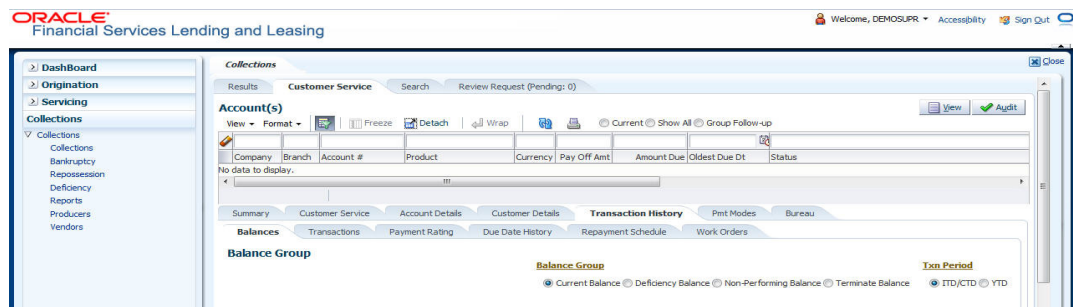 ORACLE
Financial Services Lending and Leasing
Welcome, DEMOSUPR Accessibility Sign Out
Close
DashBoard
Origination
Servicing
Collections
Collections
Collections
Bankruptcy
Repossession
Deficiency
Reports
Producers
Vendors
Collections
Results Customer Service Search Review Request (Pending: 0)
Account(s)
View Audit
View Format Freeze Detach Wrap Current Show All Group Follow-up
Company Branch Account # Product Currency Pay Off Amt Amount Due Oldest Due Dt Status
No data to display.
Summary Customer Service Account Details Customer Details Transaction History Pmt Modes Bureau
Balances Transactions Payment Rating Due Date History Repayment Schedule Work Orders
Balance Group
Balance Group Txn Period
Current Balance Deficiency Balance Non-Performing Balance Terminate Balance ITD/CTD YTD